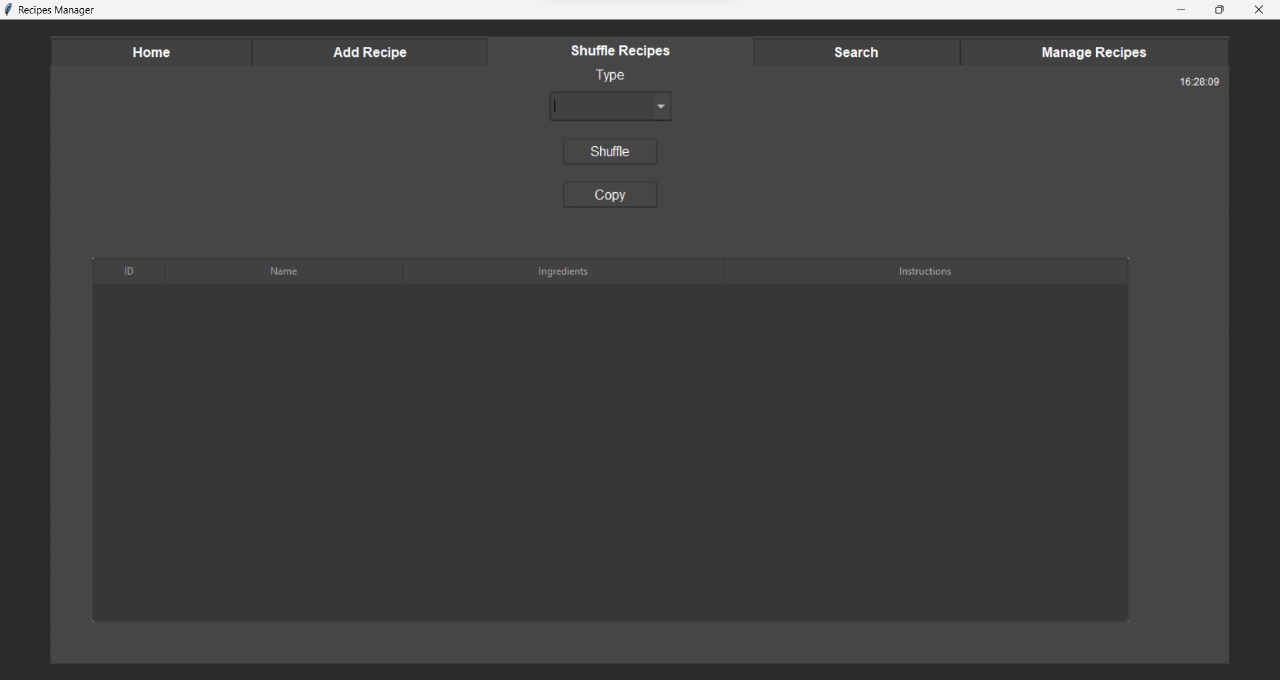 Recipes Manager
Home Add Recipe Shuffle Recipes Search Manage Recipes
Type
16:28:09
Shuffle
Copy
ID Name Ingredients Instructions